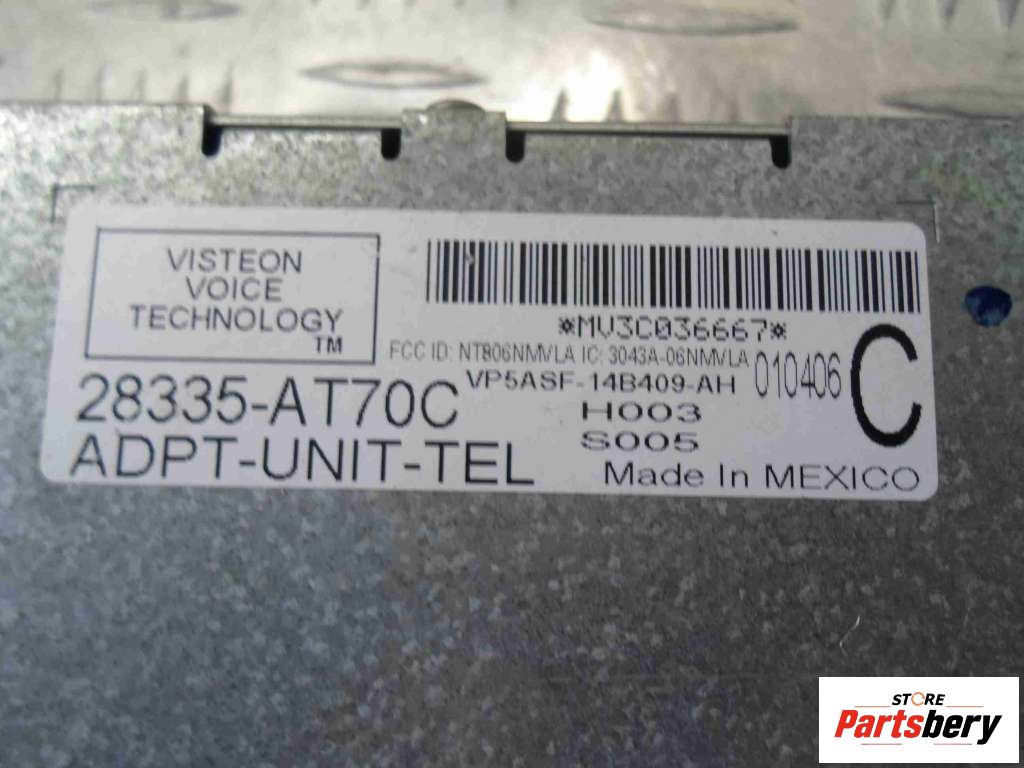 VISTEON
VOICE
TECHNOLOGY
TM
*MV3C036667*
FCC ID: NT806NMVLA IC: 3043A-06NMVLA
010406
C
28335-AT70C
VP5ASF-14B409-AH
H003
ADPT-UNIT-TEL
S005
Made In MEXICO
STORE
Partsbery